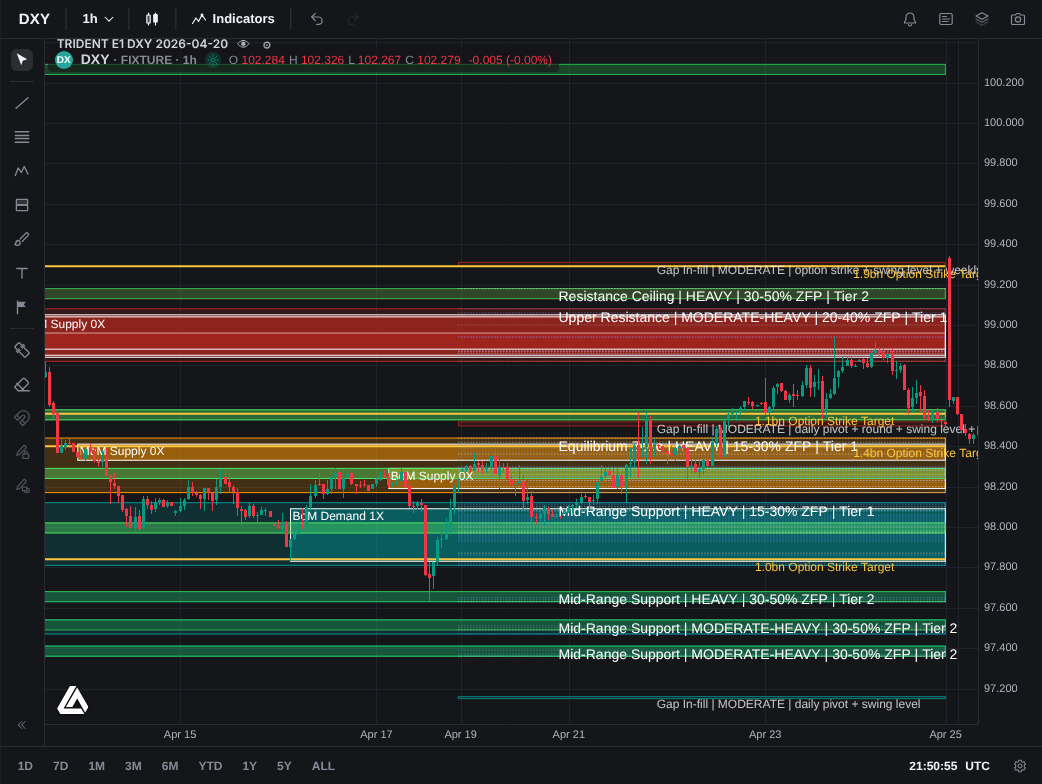 DXY 1h Indicators
TRIDENT E1 DXY 2026-04-20
DX DXY · FIXTURE · 1h O 102.284 H 102.326 L 102.267 C 102.279 -0.005 (-0.00%)
100.200
100.000
99.800
99.600
99.400
Gap In-fill | MODERATE | option strike + swing level + weekly
1.9bn Option Strike Targ
99.200
Resistance Ceiling | HEAVY | 30-50% ZFP | Tier 2
Upper Resistance | MODERATE-HEAVY | 20-40% ZFP | Tier 1
Supply 0X
99.000
98.800
98.600
1.1bn Option Strike Target
Gap In-fill | MODERATE | daily pivot + round + swing level +
98.400
Equilibrium Zone | HEAVY | 15-30% ZFP | Tier 1
Supply 0X
1.4bn Option Strike Targ
Supply 0X
98.200
Mid-Range Support | HEAVY | 15-30% ZFP | Tier 1
Demand 1X
98.000
97.800
1.0bn Option Strike Target
Mid-Range Support | HEAVY | 30-50% ZFP | Tier 2
97.600
Mid-Range Support | MODERATE-HEAVY | 30-50% ZFP | Tier 2
97.400
Mid-Range Support | MODERATE-HEAVY | 30-50% ZFP | Tier 2
97.200
Gap In-fill | MODERATE | daily pivot + swing level
Apr 15 Apr 17 Apr 19 Apr 21 Apr 23 Apr 25
1D 7D 1M 3M 6M YTD 1Y 5Y ALL 21:50:55 UTC